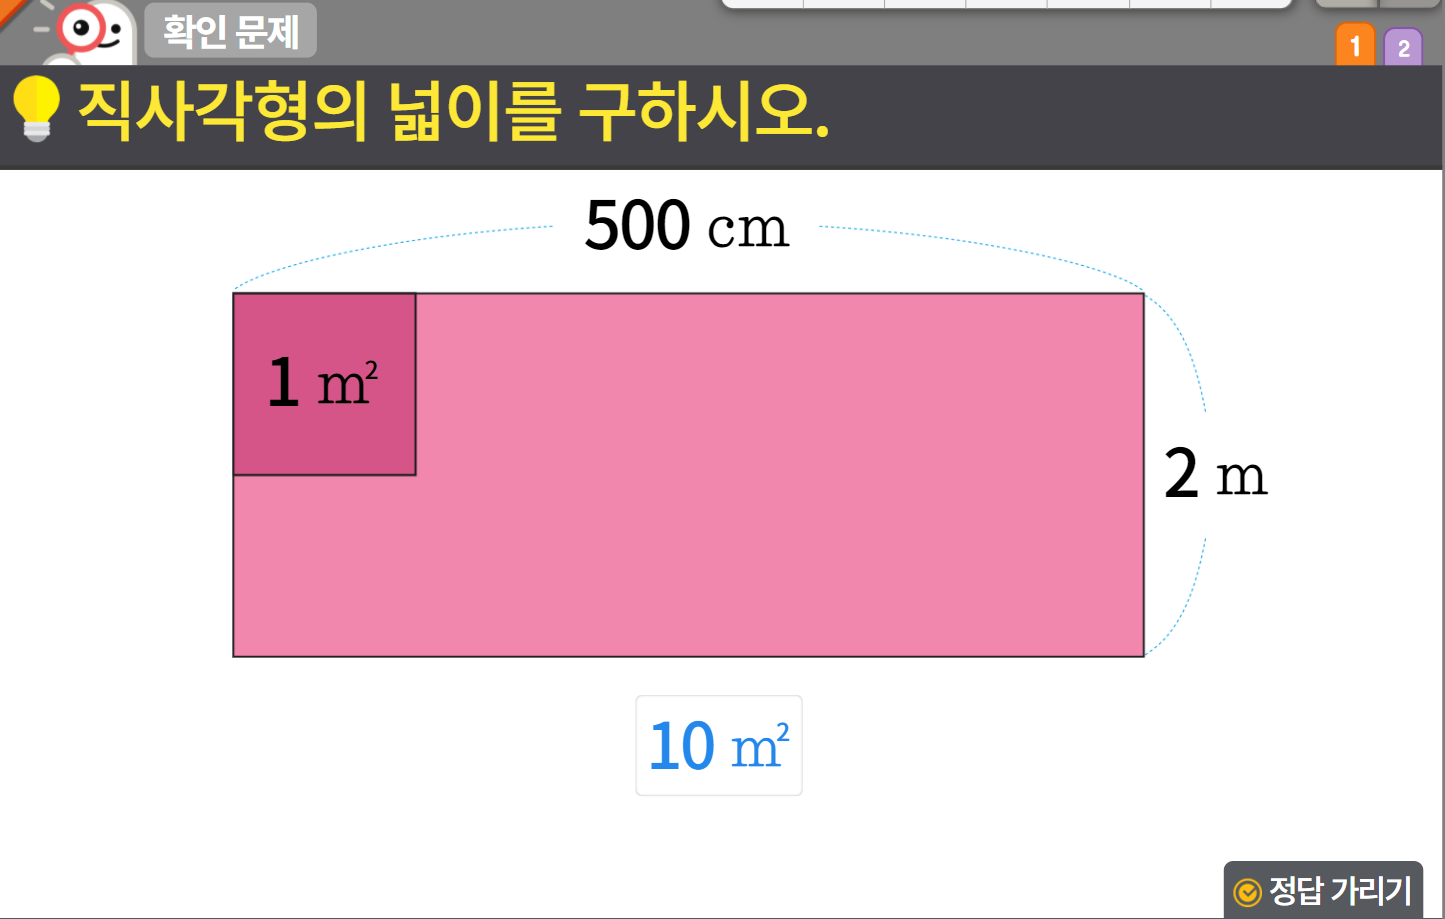 확인 문제
1 2
직사각형의 넓이를 구하시오.
500 cm
1 m²
2 m
10 m²
정답 가리기